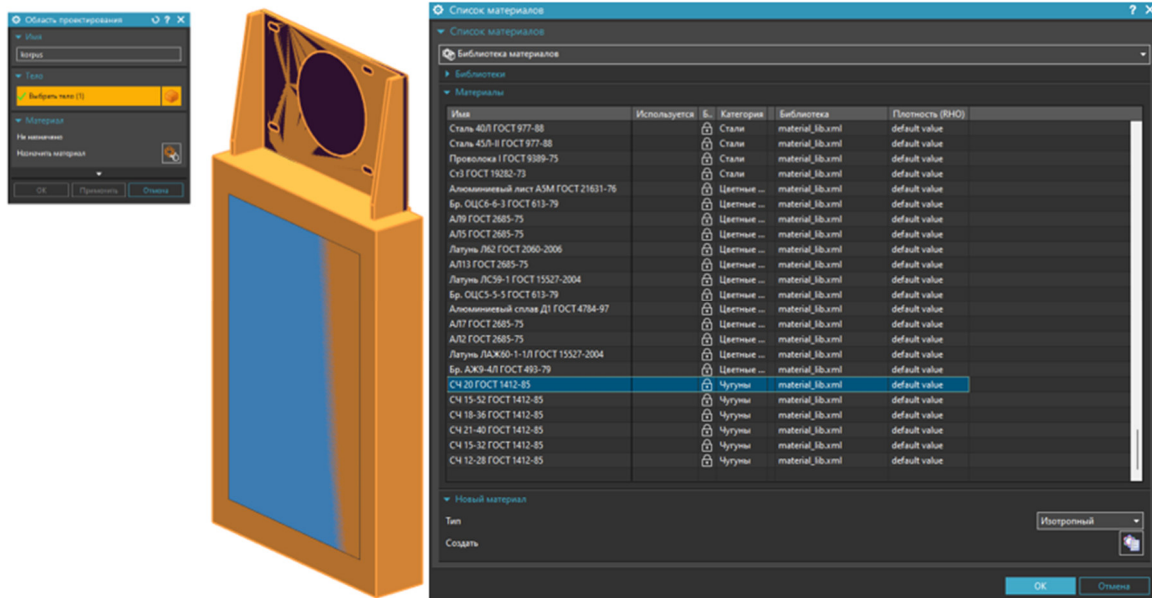 Область проектирования
Имя
korpus
Тело
Выбрать тело (1)
Материал
Не назначено
Назначить материал
ОК Применить Отмена
Список материалов
Список материалов
Библиотека материалов
Библиотеки
Материалы
Имя Используется Б.. Категория Библиотека Плотность (RHO)
Сталь 40Л ГОСТ 977-88 Стали material_lib.xml default value
Сталь 45Л-II ГОСТ 977-88 Стали material_lib.xml default value
Проволока I ГОСТ 9389-75 Стали material_lib.xml default value
Ст3 ГОСТ 19282-73 Стали material_lib.xml default value
Алюминиевый лист А5М ГОСТ 21631-76 Цветные ... material_lib.xml default value
Бр. ОЦС6-6-3 ГОСТ 613-79 Цветные ... material_lib.xml default value
АЛ9 ГОСТ 2685-75 Цветные ... material_lib.xml default value
АЛ5 ГОСТ 2685-75 Цветные ... material_lib.xml default value
Латунь Л62 ГОСТ 2060-2006 Цветные ... material_lib.xml default value
АЛ13 ГОСТ 2685-75 Цветные ... material_lib.xml default value
Латунь ЛС59-1 ГОСТ 15527-2004 Цветные ... material_lib.xml default value
Бр. ОЦС5-5-5 ГОСТ 613-79 Цветные ... material_lib.xml default value
Алюминиевый сплав Д1 ГОСТ 4784-97 Цветные ... material_lib.xml default value
АЛ7 ГОСТ 2685-75 Цветные ... material_lib.xml default value
АЛ2 ГОСТ 2685-75 Цветные ... material_lib.xml default value
Латунь ЛАЖ60-1-1Л ГОСТ 15527-2004 Цветные ... material_lib.xml default value
Бр. АЖ9-4Л ГОСТ 493-79 Цветные ... material_lib.xml default value
СЧ 20 ГОСТ 1412-85 Чугуны material_lib.xml default value
СЧ 15-52 ГОСТ 1412-85 Чугуны material_lib.xml default value
СЧ 18-36 ГОСТ 1412-85 Чугуны material_lib.xml default value
СЧ 21-40 ГОСТ 1412-85 Чугуны material_lib.xml default value
СЧ 15-32 ГОСТ 1412-85 Чугуны material_lib.xml default value
СЧ 12-28 ГОСТ 1412-85 Чугуны material_lib.xml default value
Новый материал
Тип Изотропный
Создать
ОК Отмена